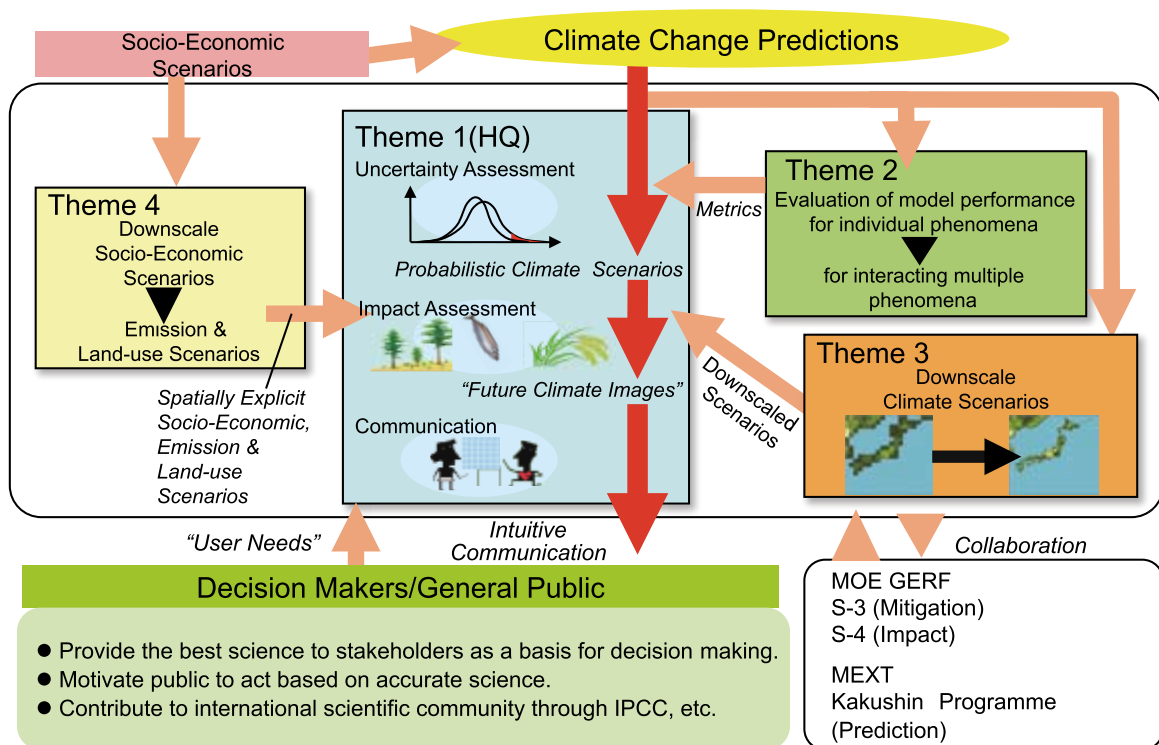 Socio-Economic
Scenarios
Climate Change Predictions
Theme 1(HQ)
Uncertainty Assessment
Probabilistic Climate Scenarios
Impact Assessment
“Future Climate Images”
Communication
Theme 2
Evaluation of model performance
for individual phenomena
for interacting multiple
phenomena
Metrics
Theme 4
Downscale
Socio-Economic
Scenarios
Emission &
Land-use Scenarios
Spatially Explicit
Socio-Economic,
Emission &
Land-use
Scenarios
Theme 3
Downscale
Climate Scenarios
Downscaled
Scenarios
“User Needs”
Intuitive
Communication
Collaboration
Decision Makers/General Public
● Provide the best science to stakeholders as a basis for decision making.
● Motivate public to act based on accurate science.
● Contribute to international scientific community through IPCC, etc.
MOE GERF
S-3 (Mitigation)
S-4 (Impact)
MEXT
Kakushin Programme
(Prediction)